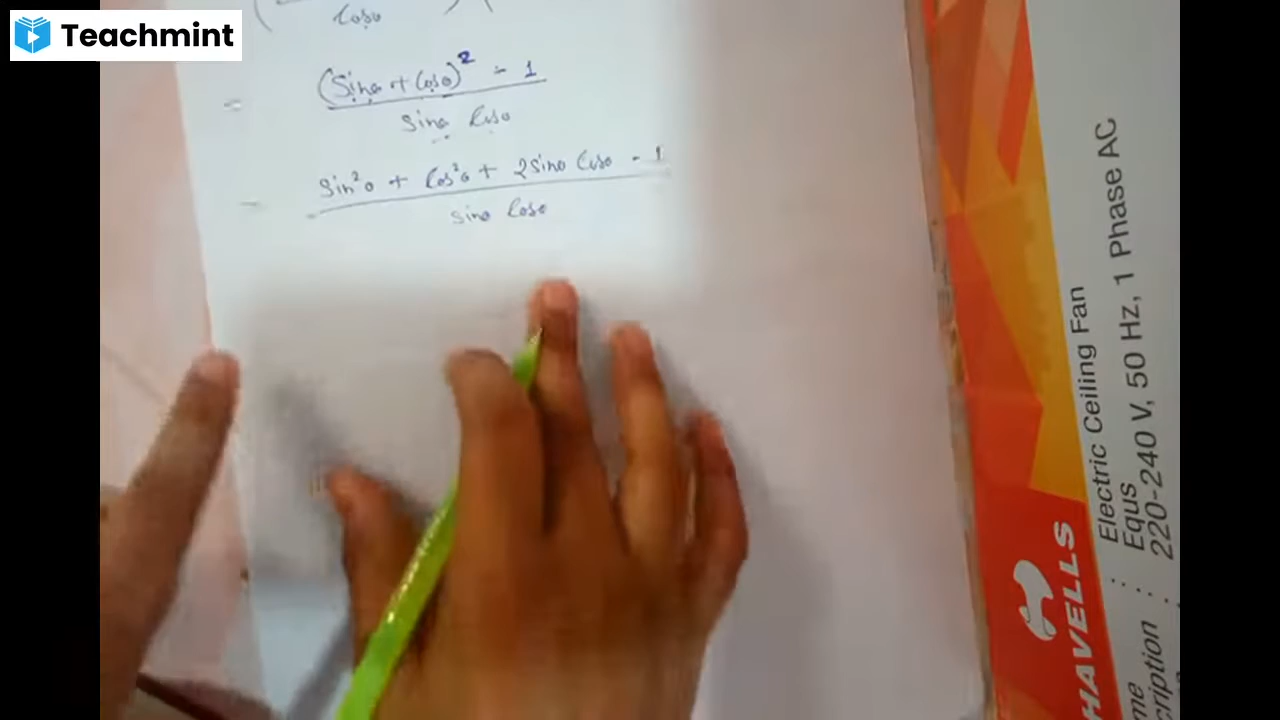 Teachmint
Cosθ
= (Sinθ + Cosθ)² - 1
Sinθ Cosθ
= Sin²θ + Cos²θ + 2Sinθ Cosθ - 1
Sinθ Cosθ
Electric Ceiling Fan
: Equs
: 220-240 V, 50 Hz, 1 Phase AC
HAVELLS
me
cription